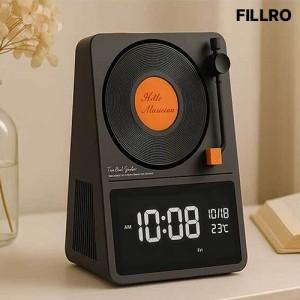 FILLRO
Hello
Musician
AM 10:08 10/18
23℃
Fri